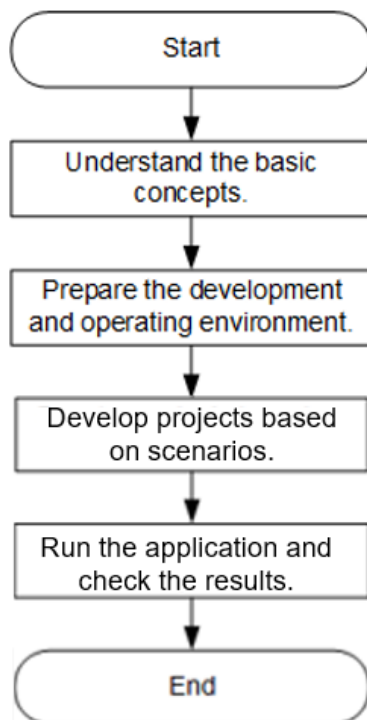 Start
Understand the basic
concepts.
Prepare the development
and operating environment.
Develop projects based
on scenarios.
Run the application and
check the results.
End